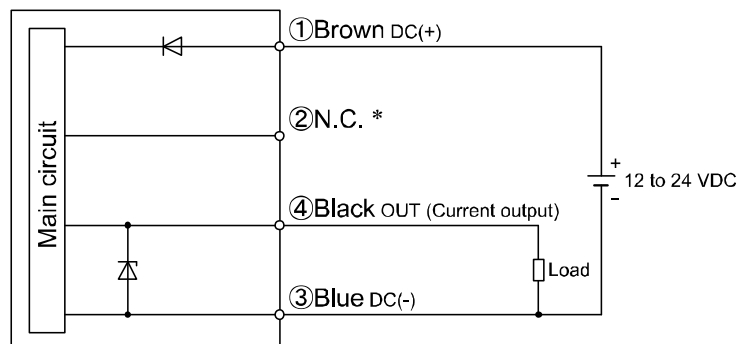 ①Brown DC(+)
②N.C. *
Main circuit
+
12 to 24 VDC
-
④Black OUT (Current output)
Load
③Blue DC(-)